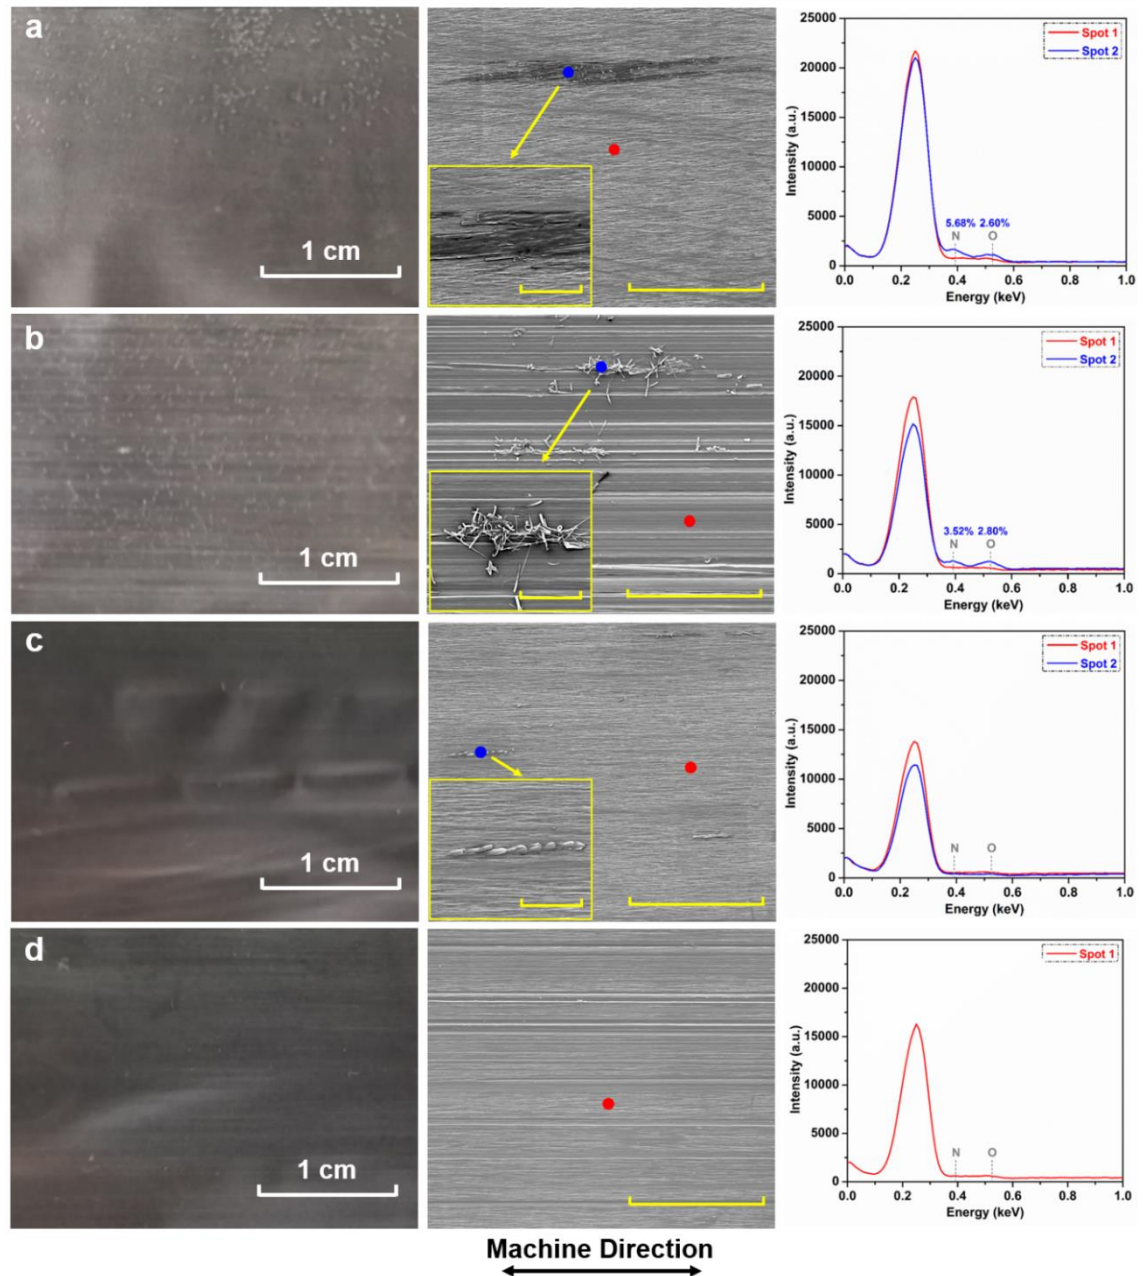 a
1 cm
25000
20000
15000
10000
5000
0
Intensity (a.u.)
Spot 1
Spot 2
5.68% 2.60%
N O
0.0 0.2 0.4 0.6 0.8 1.0
Energy (keV)
b
1 cm
30000
25000
20000
15000
10000
5000
0
Intensity (a.u.)
Spot 1
Spot 2
3.52% 2.80%
N O
0.0 0.2 0.4 0.6 0.8 1.0
Energy (keV)
c
1 cm
25000
20000
15000
10000
5000
0
Intensity (a.u.)
Spot 1
Spot 2
N O
0.0 0.2 0.4 0.6 0.8 1.0
Energy (keV)
d
1 cm
25000
20000
15000
10000
5000
0
Intensity (a.u.)
Spot 1
N O
0.0 0.2 0.4 0.6 0.8 1.0
Energy (keV)
Machine Direction